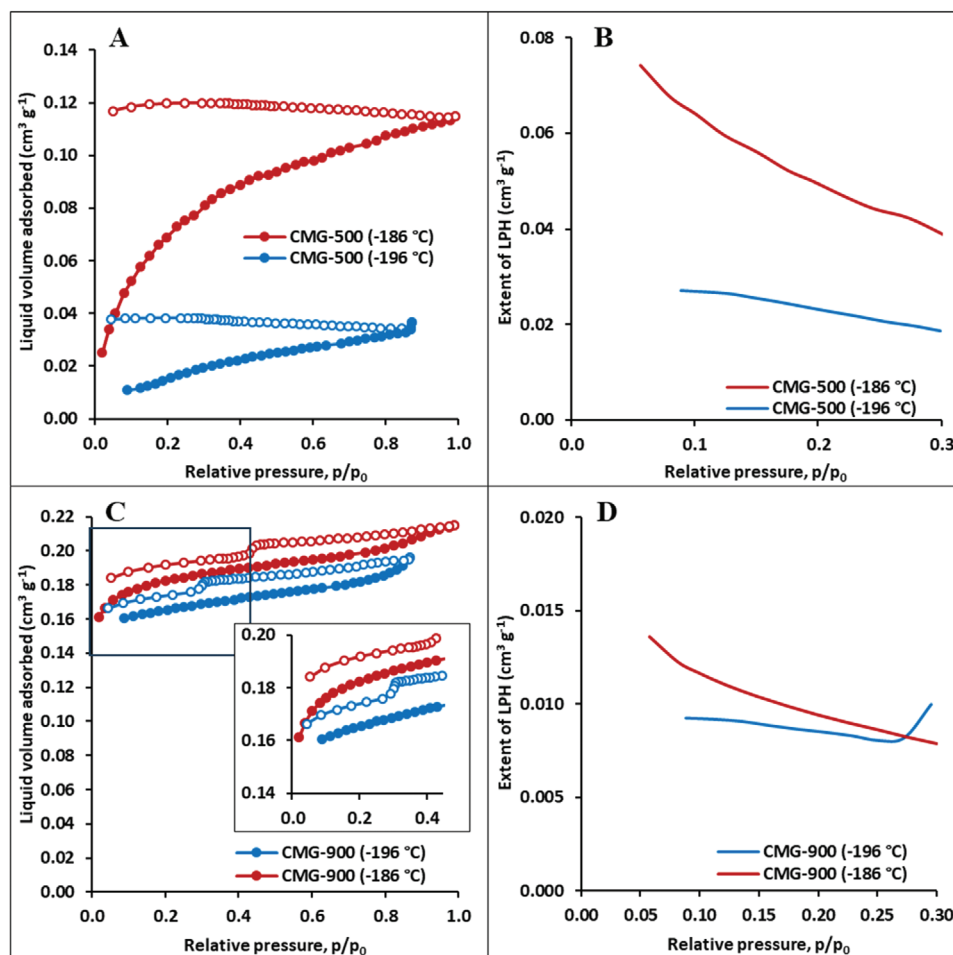 A
Liquid volume adsorbed (cm³ g⁻¹)
0.14
0.12
0.10
0.08
0.06
0.04
0.02
0.00
CMG-500 (-186 °C)
CMG-500 (-196 °C)
0.0 0.2 0.4 0.6 0.8 1.0
Relative pressure, p/p₀
B
Extent of LPH (cm³ g⁻¹)
0.08
0.06
0.04
0.02
0.00
CMG-500 (-186 °C)
CMG-500 (-196 °C)
0.0 0.1 0.2 0.3
Relative pressure, p/p₀
C
Liquid volume adsorbed (cm³ g⁻¹)
0.22
0.20
0.18
0.16
0.14
0.12
0.10
0.08
0.06
0.04
0.02
0.00
0.20
0.18
0.16
0.14
0.0 0.2 0.4
CMG-900 (-196 °C)
CMG-900 (-186 °C)
0.0 0.2 0.4 0.6 0.8 1.0
Relative pressure, p/p₀
D
Extent of LPH (cm³ g⁻¹)
0.020
0.015
0.010
0.005
0.000
CMG-900 (-196 °C)
CMG-900 (-186 °C)
0.00 0.05 0.10 0.15 0.20 0.25 0.30
Relative pressure, p/p₀